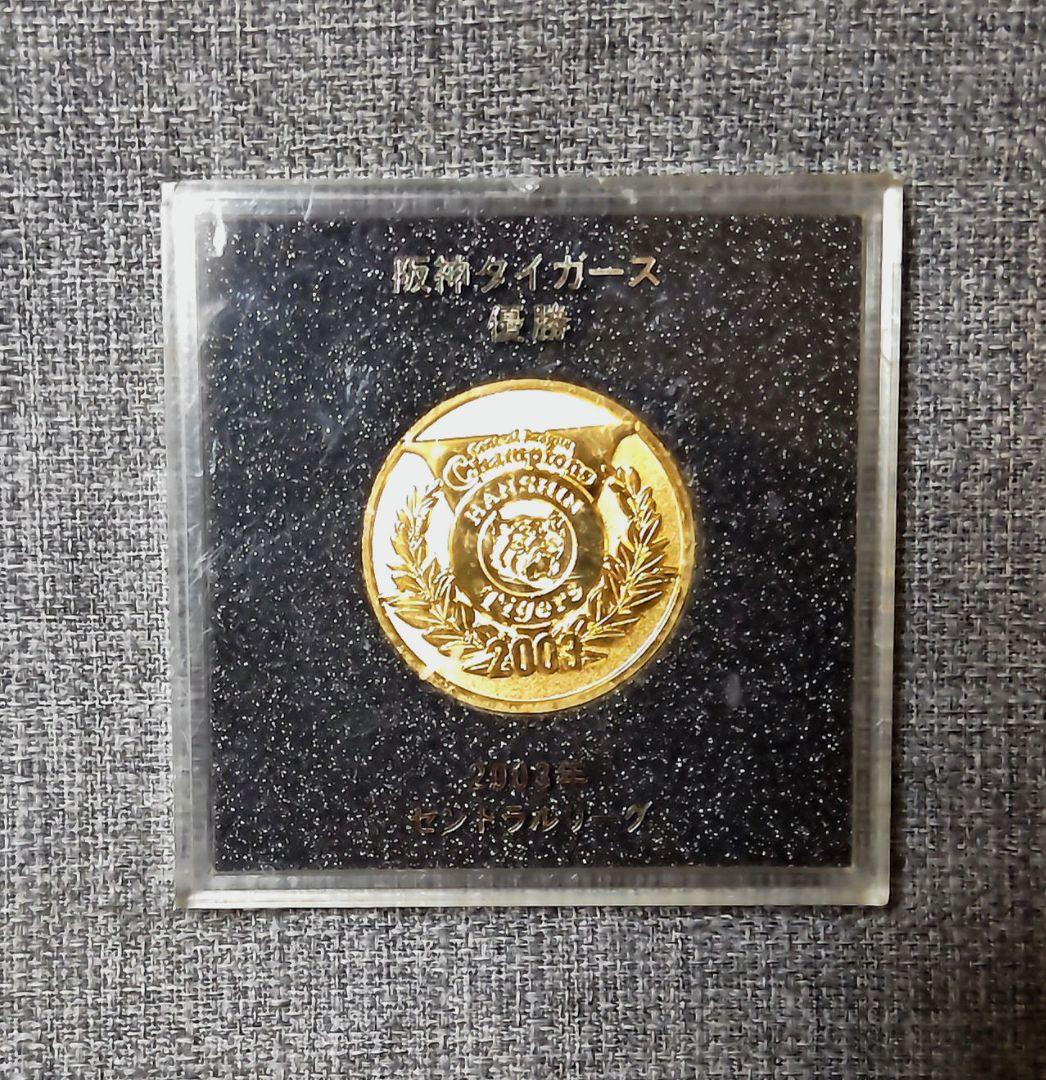 阪神タイガース
優勝
Central League
Champions
HANSHIN
Tigers
2003
2003年
セントラルリーグ